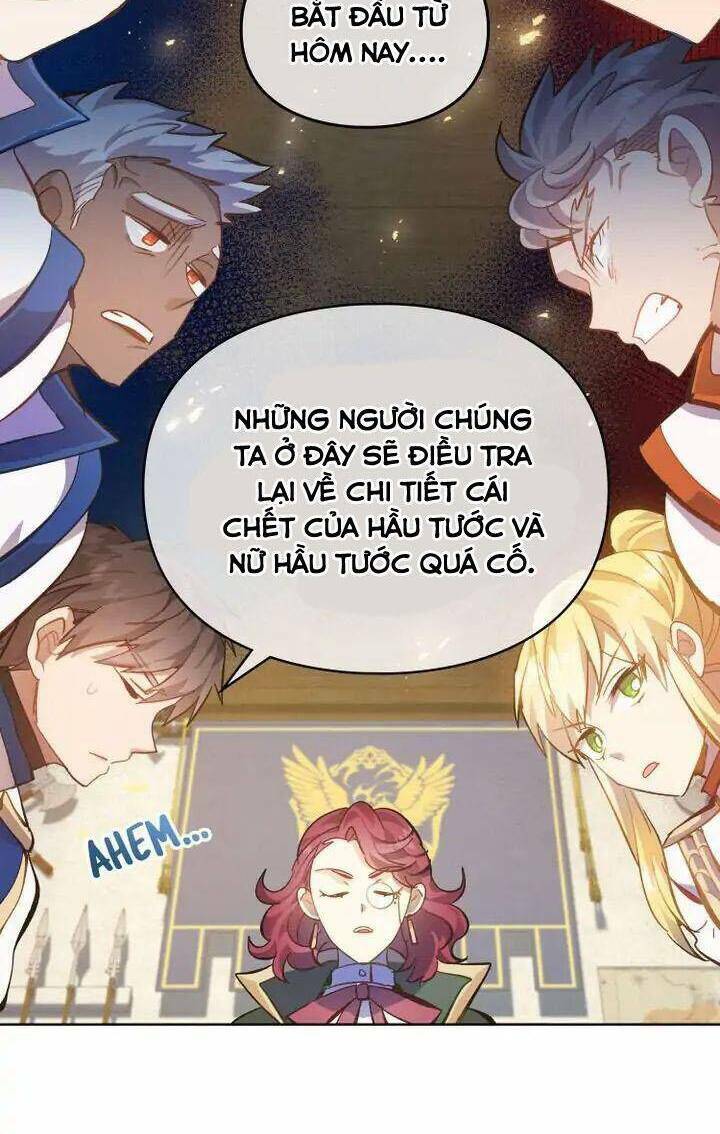 BẮT ĐẦU TỪ
HÔM NAY....
NHỮNG NGƯỜI CHÚNG
TA Ở ĐÂY SẼ ĐIỀU TRA
LẠI VỀ CHI TIẾT CÁI
CHẾT CỦA HẦU TƯỚC VÀ
NỮ HẦU TƯỚC QUÁ CỐ.
AHEM...